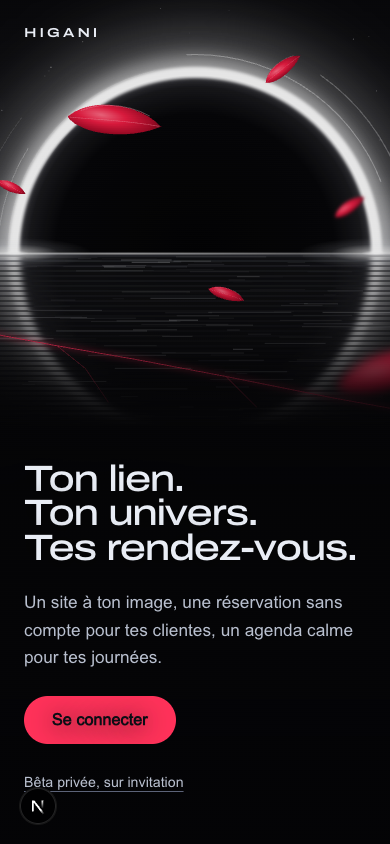 HIGANI
Ton lien.
Ton univers.
Tes rendez-vous.
Un site à ton image, une réservation sans
compte pour tes clientes, un agenda calme
pour tes journées.
Se connecter
Bêta privée, sur invitation
N